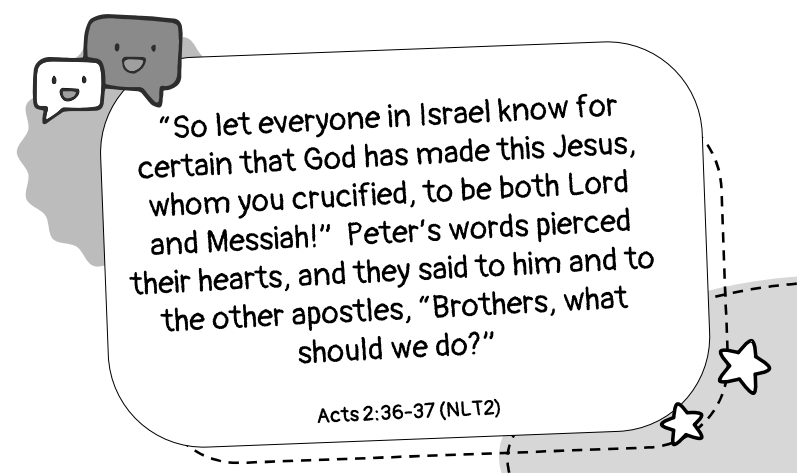 “So let everyone in Israel know for
certain that God has made this Jesus,
whom you crucified, to be both Lord
and Messiah!”  Peter’s words pierced
their hearts, and they said to him and to
the other apostles, “Brothers, what
should we do?”
Acts 2:36-37 (NLT2)